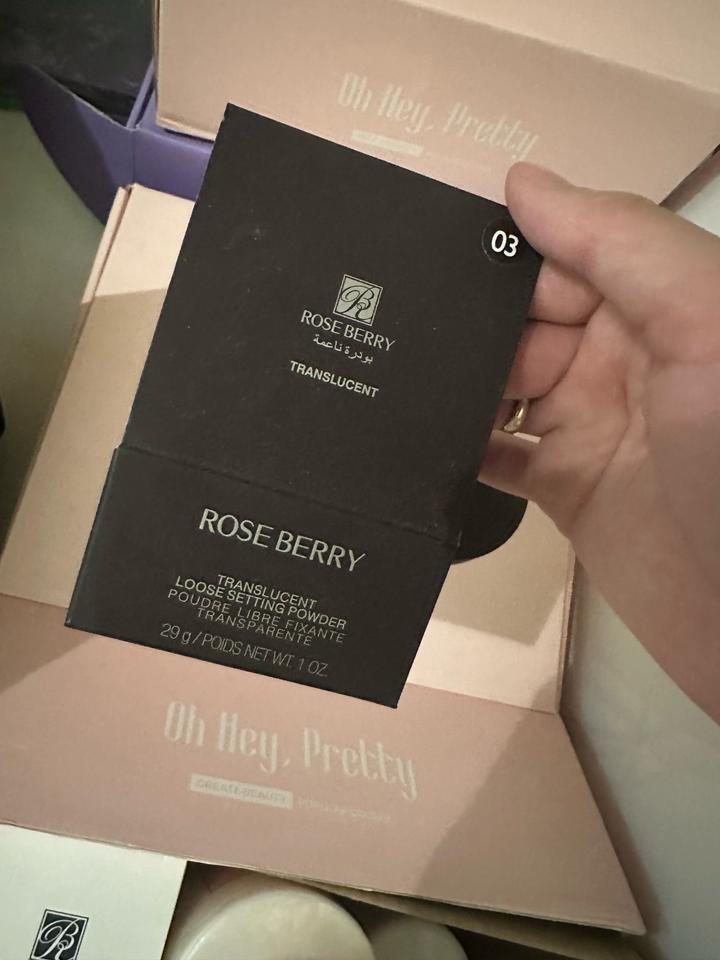 Oh Hey, Pretty
03
R
ROSE BERRY
بودرة ناعمة
TRANSLUCENT
ROSE BERRY
TRANSLUCENT
LOOSE SETTING POWDER
POUDRE LIBRE FIXANTE
TRANSPARENTE
29 g / POIDS NET WT. 1 OZ.
Oh Hey, Pretty
CREATE BEAUTY
R